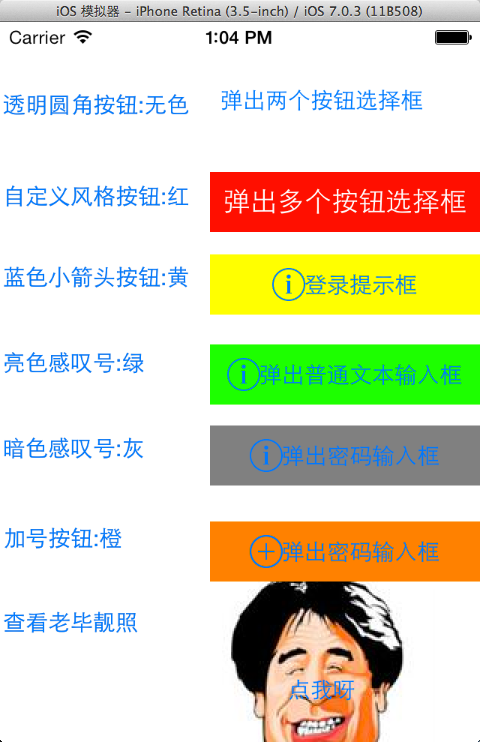 iOS 模拟器 - iPhone Retina (3.5-inch) / iOS 7.0.3 (11B508)
Carrier 1:04 PM
透明圆角按钮:无色 弹出两个按钮选择框
自定义风格按钮:红 弹出多个按钮选择框
蓝色小箭头按钮:黄 登录提示框
亮色感叹号:绿 弹出普通文本输入框
暗色感叹号:灰 弹出密码输入框
加号按钮:橙 弹出密码输入框
查看老毕靓照
点我呀